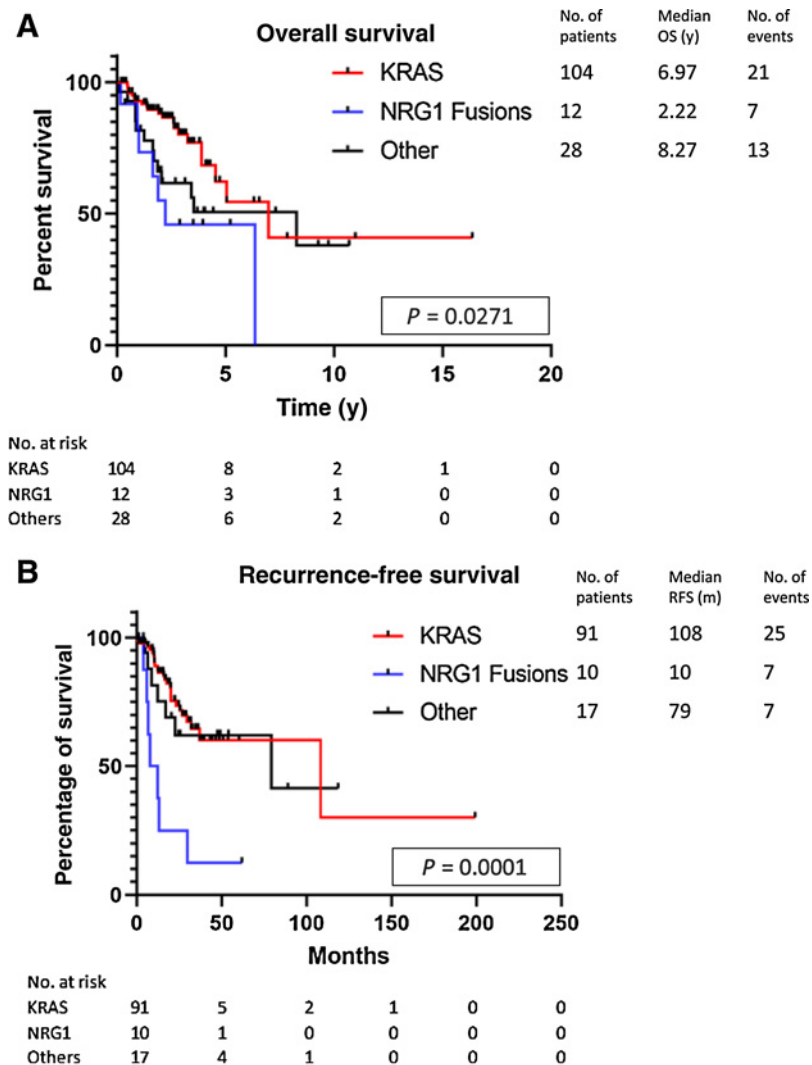 A
Overall survival
No. of patients Median OS (y) No. of events
KRAS 104 6.97 21
NRG1 Fusions 12 2.22 7
Other 28 8.27 13
Percent survival
100
50
0
P = 0.0271
0 5 10 15 20
Time (y)
No. at risk
KRAS 104 8 2 1 0
NRG1 12 3 1 0 0
Others 28 6 2 0 0
B
Recurrence-free survival
No. of patients Median RFS (m) No. of events
KRAS 91 108 25
NRG1 Fusions 10 10 7
Other 17 79 7
Percentage of survival
100
50
0
P = 0.0001
0 50 100 150 200 250
Months
No. at risk
KRAS 91 5 2 1 0 0
NRG1 10 1 0 0 0 0
Others 17 4 1 0 0 0